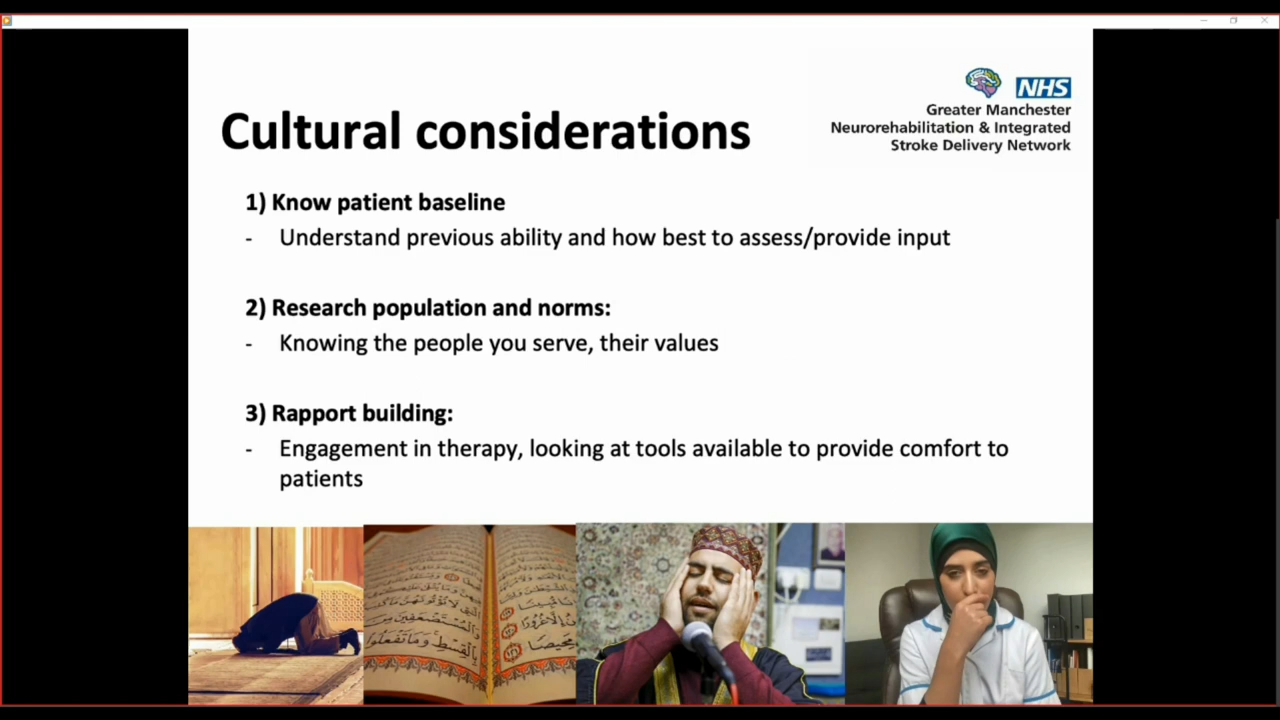 NHS
Greater Manchester
Neurorehabilitation & Integrated
Stroke Delivery Network
Cultural considerations
1) Know patient baseline
- Understand previous ability and how best to assess/provide input
2) Research population and norms:
- Knowing the people you serve, their values
3) Rapport building:
- Engagement in therapy, looking at tools available to provide comfort to
patients